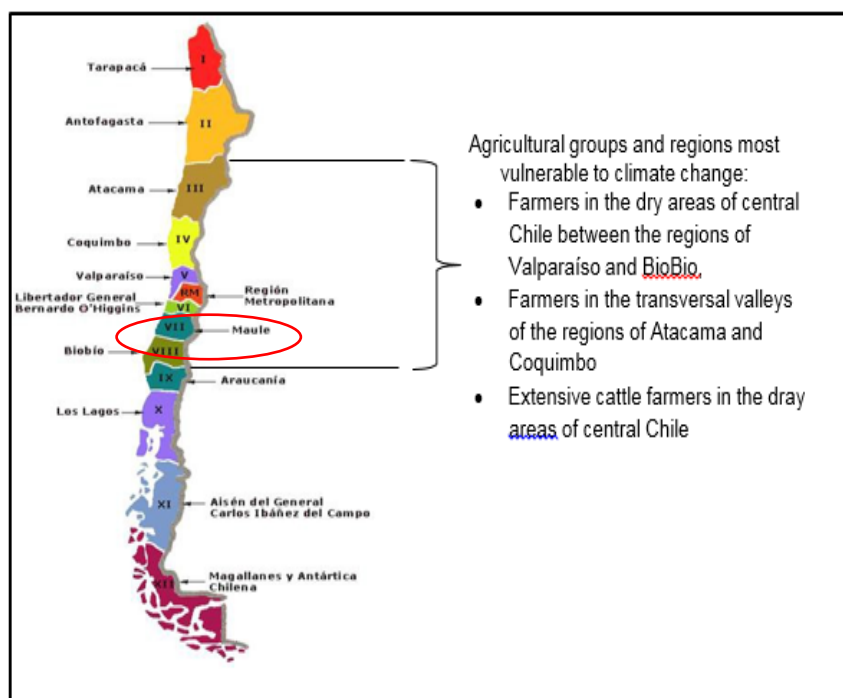 I
Tarapacá
Antofagasta
II
Atacama
III
Coquimbo
IV
Valparaíso
V
RM
Región
Metropolitana
Libertador General
Bernardo O'Higgins
VI
VII
Maule
Biobío
VIII
IX
Araucanía
Los Lagos
X
XI
Aisén del General
Carlos Ibáñez del Campo
XII
Magallanes y Antártica
Chilena
Agricultural groups and regions most
vulnerable to climate change:
• Farmers in the dry areas of central
Chile between the regions of
Valparaíso and BioBio,
• Farmers in the transversal valleys
of the regions of Atacama and
Coquimbo
• Extensive cattle farmers in the dray
areas of central Chile